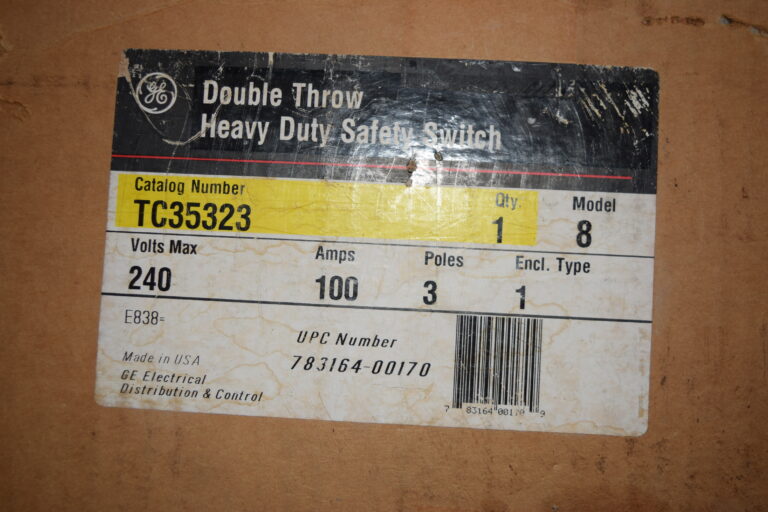 GE
Double Throw
Heavy Duty Safety Switch
Catalog Number Qty. Model
TC35323 1 8
Volts Max Amps Poles Encl. Type
240 100 3 1
E838=
UPC Number
783164-00170
Made in USA
GE Electrical
Distribution & Control
7 83164 00170 9